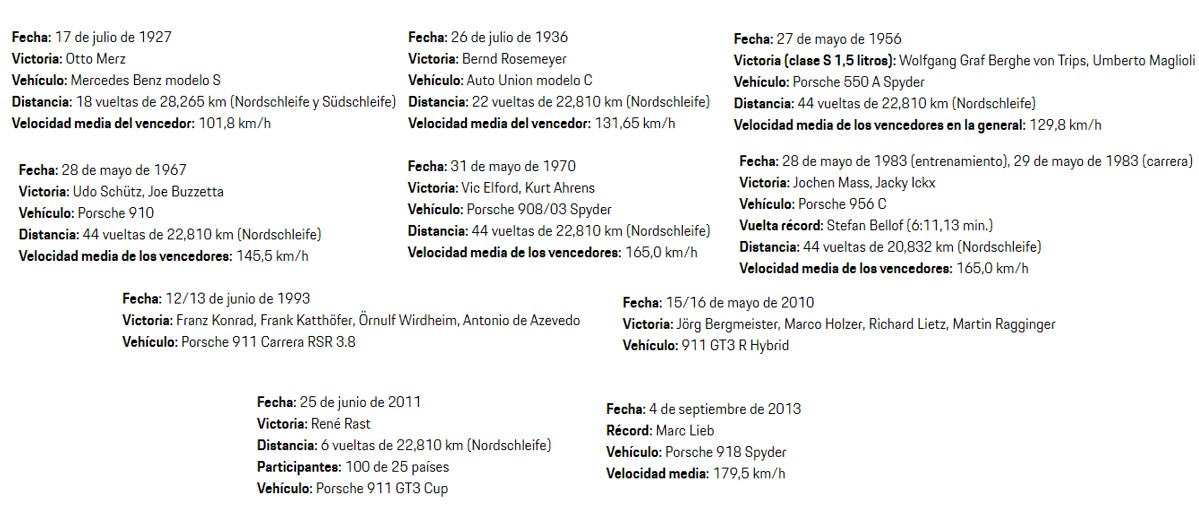 Fecha: 17 de julio de 1927
Victoria: Otto Merz
Vehículo: Mercedes Benz modelo S
Distancia: 18 vueltas de 28,265 km (Nordschleife y Südschleife)
Velocidad media del vencedor: 101,8 km/h
Fecha: 26 de julio de 1936
Victoria: Bernd Rosemeyer
Vehículo: Auto Union modelo C
Distancia: 22 vueltas de 22,810 km (Nordschleife)
Velocidad media del vencedor: 131,65 km/h
Fecha: 27 de mayo de 1956
Victoria (clase S 1,5 litros): Wolfgang Graf Berghe von Trips, Umberto Maglioli
Vehículo: Porsche 550 A Spyder
Distancia: 44 vueltas de 22,810 km (Nordschleife)
Velocidad media de los vencedores en la general: 129,8 km/h
Fecha: 28 de mayo de 1967
Victoria: Udo Schütz, Joe Buzzetta
Vehículo: Porsche 910
Distancia: 44 vueltas de 22,810 km (Nordschleife)
Velocidad media de los vencedores: 145,5 km/h
Fecha: 31 de mayo de 1970
Victoria: Vic Elford, Kurt Ahrens
Vehículo: Porsche 908/03 Spyder
Distancia: 44 vueltas de 22,810 km (Nordschleife)
Velocidad media de los vencedores: 165,0 km/h
Fecha: 28 de mayo de 1983 (entrenamiento), 29 de mayo de 1983 (carrera)
Victoria: Jochen Mass, Jacky Ickx
Vehículo: Porsche 956 C
Vuelta récord: Stefan Bellof (6:11,13 min.)
Distancia: 44 vueltas de 20,832 km (Nordschleife)
Velocidad media de los vencedores: 165,0 km/h
Fecha: 12/13 de junio de 1993
Victoria: Franz Konrad, Frank Katthöfer, Örnulf Wirdheim, Antonio de Azevedo
Vehículo: Porsche 911 Carrera RSR 3.8
Fecha: 15/16 de mayo de 2010
Victoria: Jörg Bergmeister, Marco Holzer, Richard Lietz, Martin Ragginger
Vehículo: 911 GT3 R Hybrid
Fecha: 25 de junio de 2011
Victoria: René Rast
Distancia: 6 vueltas de 22,810 km (Nordschleife)
Participantes: 100 de 25 países
Vehículo: Porsche 911 GT3 Cup
Fecha: 4 de septiembre de 2013
Récord: Marc Lieb
Vehículo: Porsche 918 Spyder
Velocidad media: 179,5 km/h